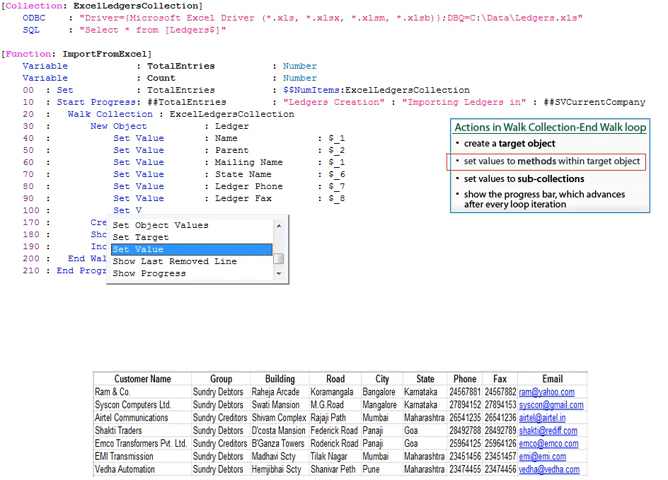 [Collection: ExcelLedgersCollection]
ODBC : "Driver={Microsoft Excel Driver (*.xls, *.xlsx, *.xlsm, *.xlsb)};DBQ=C:\Data\Ledgers.xls"
SQL : "Select * from [Ledgers$]"
[Function: ImportFromExcel]
Variable : TotalEntries : Number
Variable : Count : Number
00 : Set : TotalEntries : $$NumItems:ExcelLedgersCollection
10 : Start Progress: ##TotalEntries : "Ledgers Creation" : "Importing Ledgers in" : ##SVCurrentCompany
20 : Walk Collection : ExcelLedgersCollection
30 : New Object : Ledger
40 : Set Value : Name : $_1
50 : Set Value : Parent : $_2
60 : Set Value : Mailing Name : $_1
70 : Set Value : State Name : $_6
80 : Set Value : Ledger Phone : $_7
90 : Set Value : Ledger Fax : $_8
100 : Set V
170 : Cre
180 : Sho
190 : Inc
200 : End Wal
210 : End Progr
Set Object Values
Set Target
Set Value
Show Last Removed Line
Show Progress
Actions in Walk Collection-End Walk loop
• create a target object
• set values to methods within target object
• set values to sub-collections
• show the progress bar, which advances
after every loop iteration
Customer Name Group Building Road City State Phone Fax Email
Ram & Co. Sundry Debtors Raheja Arcade Koramangala Bangalore Karnataka 24567881 24567882 ram@yahoo.com
Syscon Computers Ltd. Sundry Debtors Swati Mansion M.G.Road Mangalore Karnataka 27894152 27894153 syscon@gmail.com
Airtel Communications Sundry Creditors Shivam Complex Rajaji Path Mumbai Maharashtra 26541235 26541236 airtel@airtel.in
Shakti Traders Sundry Debtors D'costa Mansion Federick Road Panaji Goa 28492788 28492789 shakti@rediff.com
Emco Transformers Pvt. Ltd. Sundry Creditors B'Ganza Towers Roderick Road Panaji Goa 25964125 25964126 emco@emco.com
EMI Transmission Sundry Debtors Madhavi Scty Tilak Nagar Mumbai Maharashtra 23451456 23451457 emi@emi.com
Vedha Automation Sundry Debtors Hemjibhai Scty Shanivar Peth Pune Maharashtra 23474455 23474456 vedha@vedha.com